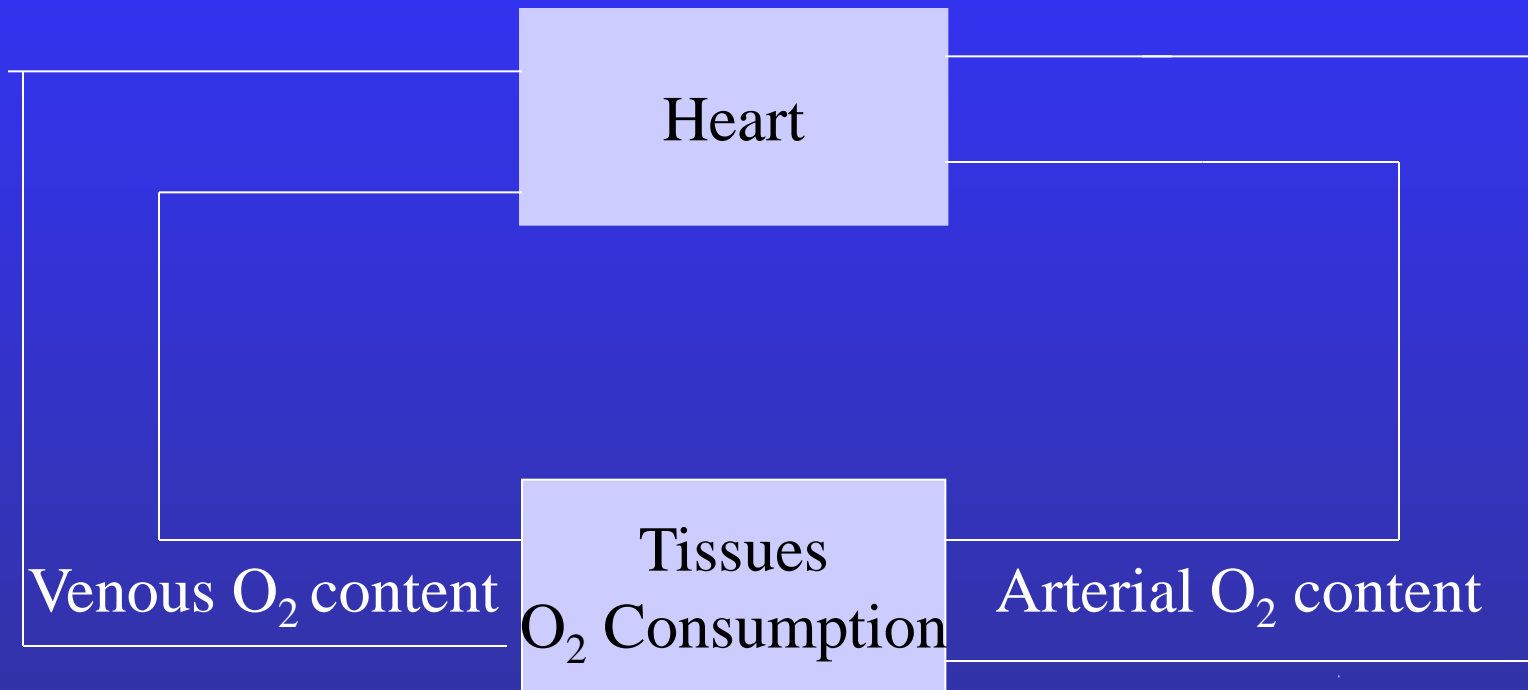 Heart
Tissues
Venous O₂ content
Arterial O₂ content
O₂ Consumption